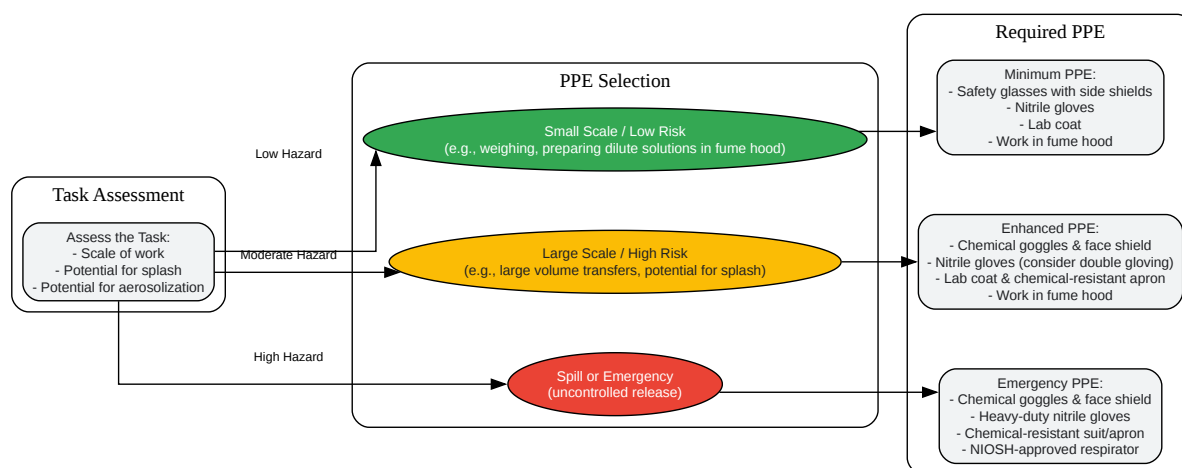 Task Assessment
Assess the Task:
- Scale of work
- Potential for splash
- Potential for aerosolization
Low Hazard
Moderate Hazard
High Hazard
PPE Selection
Small Scale / Low Risk
(e.g., weighing, preparing dilute solutions in fume hood)
Large Scale / High Risk
(e.g., large volume transfers, potential for splash)
Spill or Emergency
(uncontrolled release)
Required PPE
Minimum PPE:
- Safety glasses with side shields
- Nitrile gloves
- Lab coat
- Work in fume hood
Enhanced PPE:
- Chemical goggles & face shield
- Nitrile gloves (consider double gloving)
- Lab coat & chemical-resistant apron
- Work in fume hood
Emergency PPE:
- Chemical goggles & face shield
- Heavy-duty nitrile gloves
- Chemical-resistant suit/apron
- NIOSH-approved respirator